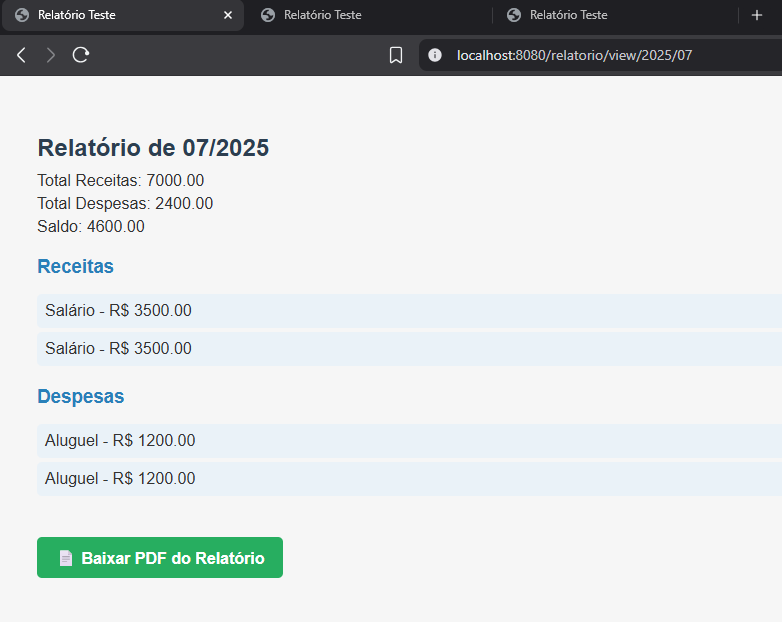 Relatório Teste
Relatório Teste
Relatório Teste
localhost:8080/relatorio/view/2025/07
Relatório de 07/2025
Total Receitas: 7000.00
Total Despesas: 2400.00
Saldo: 4600.00
Receitas
Salário - R$ 3500.00
Salário - R$ 3500.00
Despesas
Aluguel - R$ 1200.00
Aluguel - R$ 1200.00
Baixar PDF do Relatório